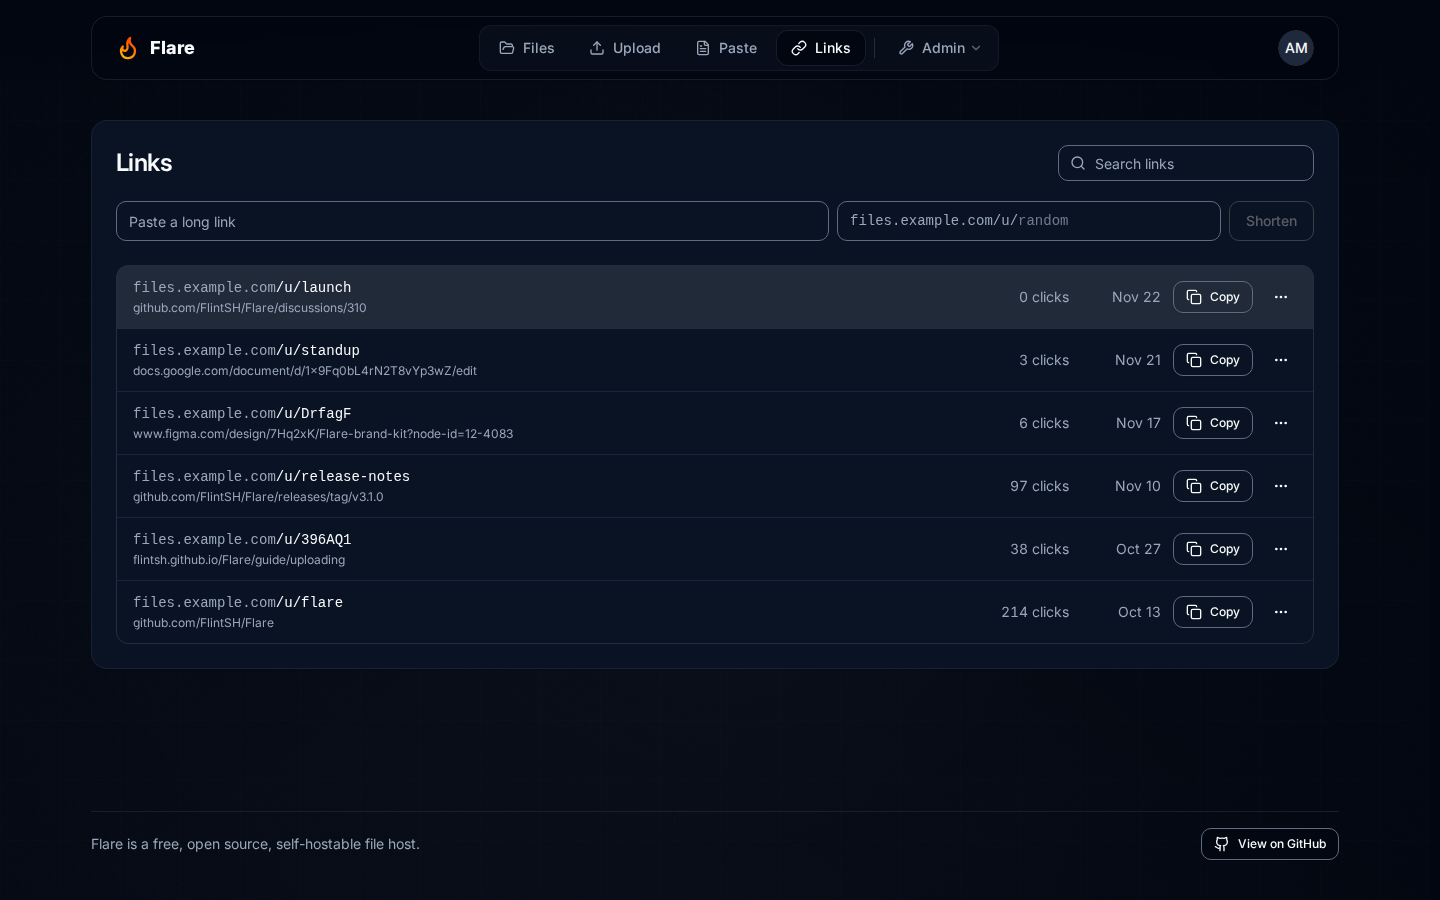 Flare
Files
Upload
Paste
Links
Admin
AM
Links
Search links
Paste a long link
files.example.com/u/random
Shorten
files.example.com/u/launch
github.com/FlintSH/Flare/discussions/310
0 clicks
Nov 22
Copy
files.example.com/u/standup
docs.google.com/document/d/1×9Fq0bL4rN2T8vYp3wZ/edit
3 clicks
Nov 21
Copy
files.example.com/u/DrfagF
www.figma.com/design/7Hq2xK/Flare-brand-kit?node-id=12-4083
6 clicks
Nov 17
Copy
files.example.com/u/release-notes
github.com/FlintSH/Flare/releases/tag/v3.1.0
97 clicks
Nov 10
Copy
files.example.com/u/396AQ1
flintsh.github.io/Flare/guide/uploading
38 clicks
Oct 27
Copy
files.example.com/u/flare
github.com/FlintSH/Flare
214 clicks
Oct 13
Copy
Flare is a free, open source, self-hostable file host.
View on GitHub